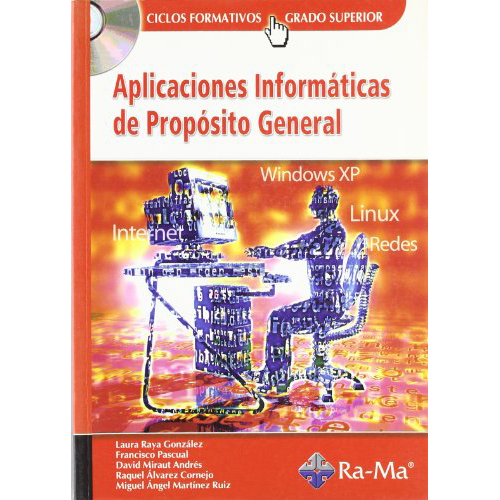 CICLOS FORMATIVOS GRADO SUPERIOR
Aplicaciones Informáticas
de Propósito General
Windows XP
Linux
Internet
Redes
Laura Raya González
Francisco Pascual
David Miraut Andrés
Raquel Álvarez Cornejo
Miguel Ángel Martínez Ruiz
Ra-Ma®